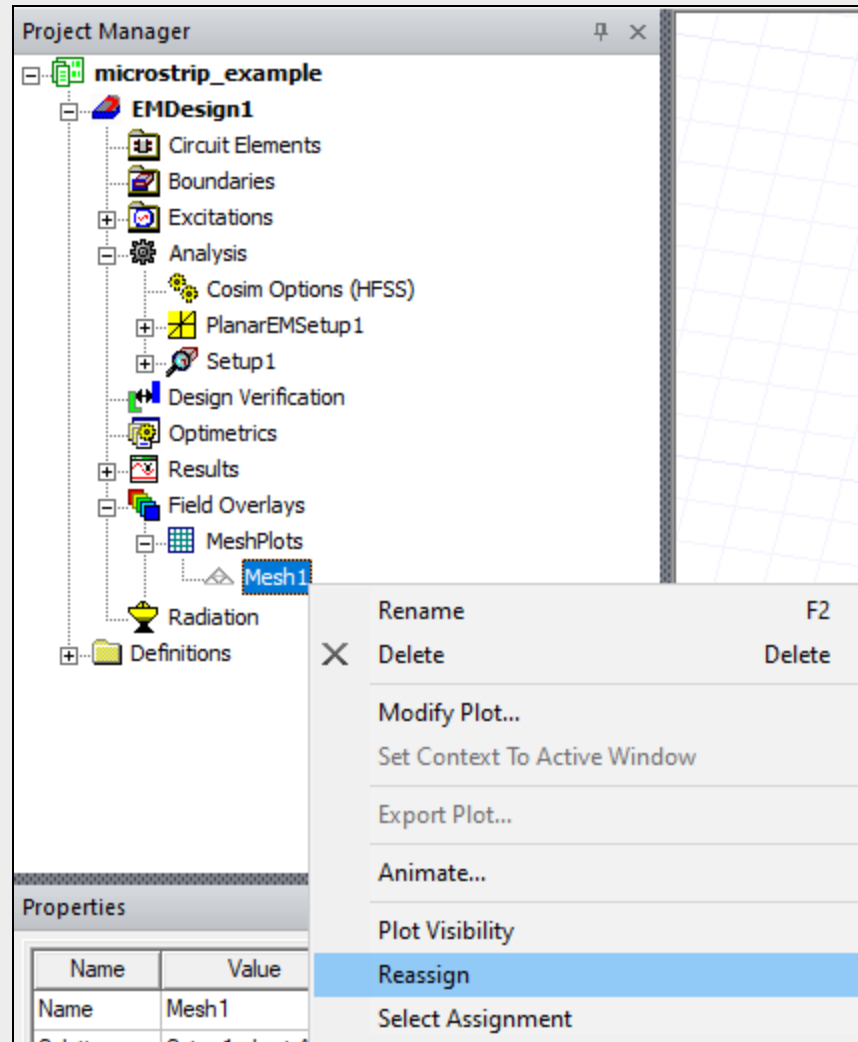 Project Manager
microstrip_example
EMDesign1
Circuit Elements
Boundaries
Excitations
Analysis
Cosim Options (HFSS)
PlanarEMSetup1
Setup1
Design Verification
Optimetrics
Results
Field Overlays
MeshPlots
Mesh1
Radiation
Definitions
Rename F2
Delete Delete
Modify Plot...
Set Context To Active Window
Export Plot...
Animate...
Plot Visibility
Reassign
Select Assignment
Properties
Name Value
Name Mesh1